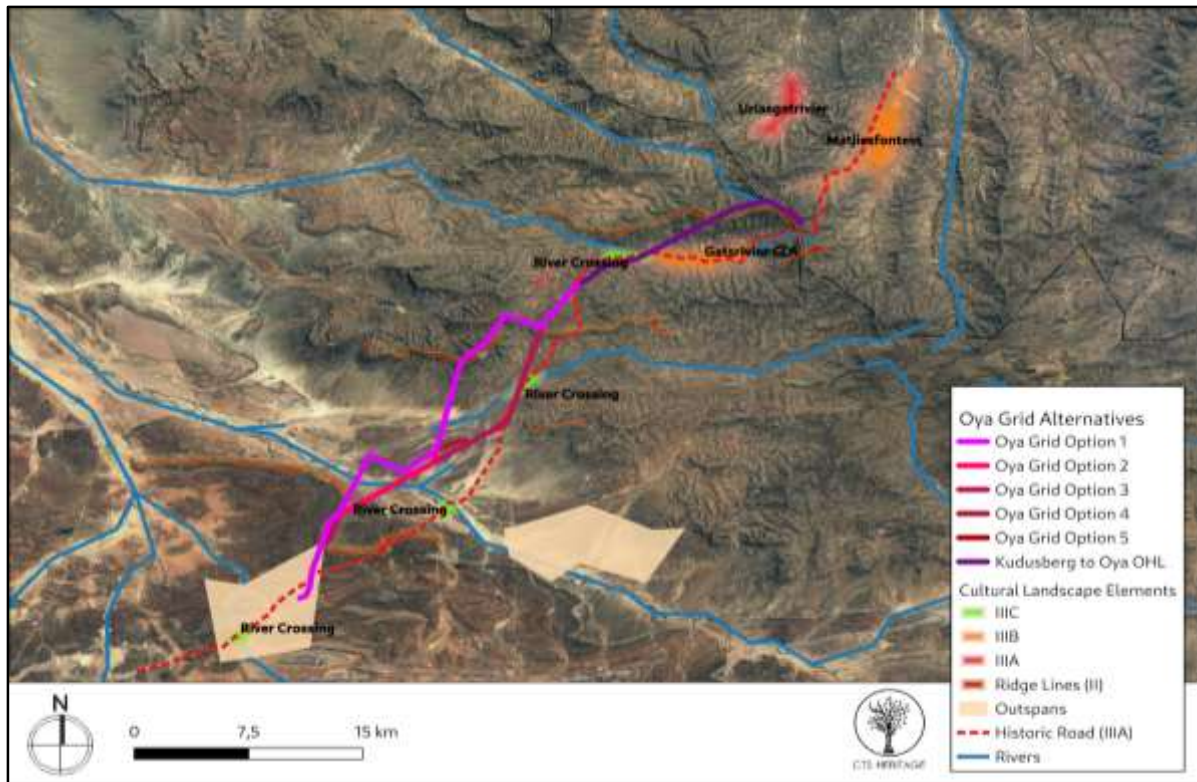 Urlasgatrivier
Matjiesfontein
Gatsrivier CLA
River Crossing
River Crossing
River Crossing
River Crossing
Oya Grid Alternatives
Oya Grid Option 1
Oya Grid Option 2
Oya Grid Option 3
Oya Grid Option 4
Oya Grid Option 5
Kudusberg to Oya OHL
Cultural Landscape Elements
IIIC
IIIB
IIIA
Ridge Lines (II)
Outspans
Historic Road (IIIA)
Rivers
N
0 7,5 15 km
CTS HERITAGE